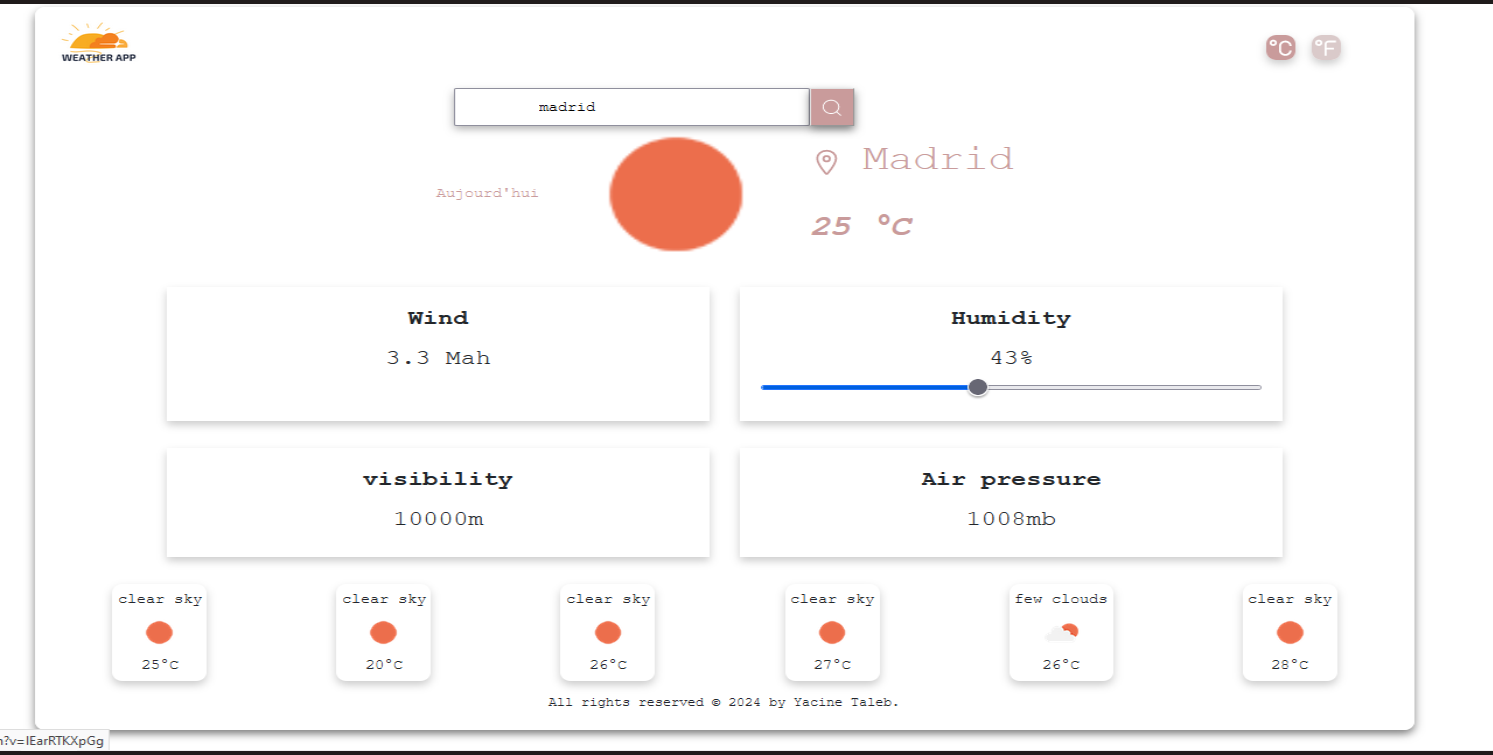 WEATHER APP
°C °F
madrid
Madrid
Aujourd'hui
25 °C
Wind
3.3 Mah
Humidity
43%
visibility
10000m
Air pressure
1008mb
clear sky
25°C
clear sky
20°C
clear sky
26°C
clear sky
27°C
few clouds
26°C
clear sky
28°C
All rights reserved © 2024 by Yacine Taleb.
?v=IEarRTKXpGg